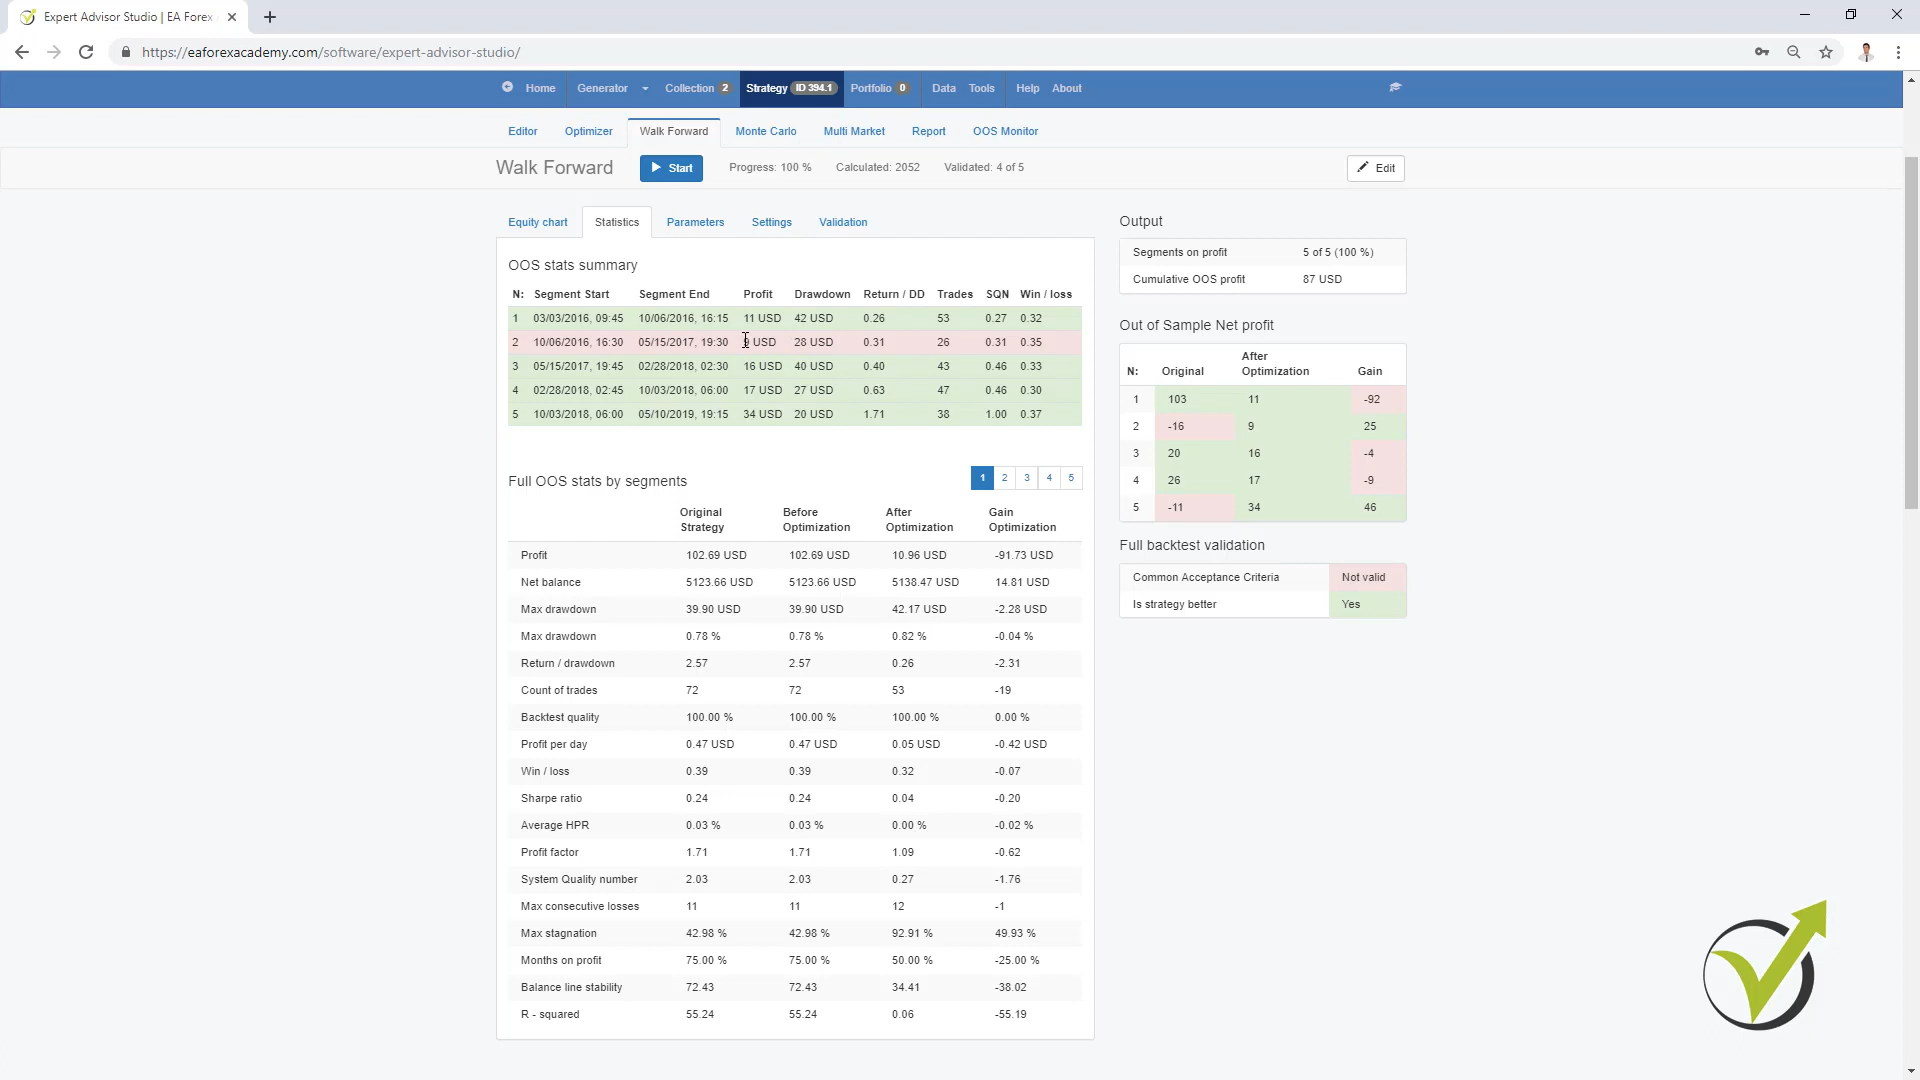 Expert Advisor Studio | EA Forex
https://eaforexacademy.com/software/expert-advisor-studio/
Home Generator Collection 2 Strategy ID 394.1 Portfolio 0 Data Tools Help About
Editor Optimizer Walk Forward Monte Carlo Multi Market Report OOS Monitor
Walk Forward Start Progress: 100 % Calculated: 2052 Validated: 4 of 5 Edit
Equity chart Statistics Parameters Settings Validation
OOS stats summary
N: Segment Start Segment End Profit Drawdown Return / DD Trades SQN Win / loss
1 03/03/2016, 09:45 10/06/2016, 16:15 11 USD 42 USD 0.26 53 0.27 0.32
2 10/06/2016, 16:30 05/15/2017, 19:30 9 USD 28 USD 0.31 26 0.31 0.35
3 05/15/2017, 19:45 02/28/2018, 02:30 16 USD 40 USD 0.40 43 0.46 0.33
4 02/28/2018, 02:45 10/03/2018, 06:00 17 USD 27 USD 0.63 47 0.46 0.30
5 10/03/2018, 06:00 05/10/2019, 19:15 34 USD 20 USD 1.71 38 1.00 0.37
Full OOS stats by segments 1 2 3 4 5
Original Strategy Before Optimization After Optimization Gain Optimization
Profit 102.69 USD 102.69 USD 10.96 USD -91.73 USD
Net balance 5123.66 USD 5123.66 USD 5138.47 USD 14.81 USD
Max drawdown 39.90 USD 39.90 USD 42.17 USD -2.28 USD
Max drawdown 0.78 % 0.78 % 0.82 % -0.04 %
Return / drawdown 2.57 2.57 0.26 -2.31
Count of trades 72 72 53 -19
Backtest quality 100.00 % 100.00 % 100.00 % 0.00 %
Profit per day 0.47 USD 0.47 USD 0.05 USD -0.42 USD
Win / loss 0.39 0.39 0.32 -0.07
Sharpe ratio 0.24 0.24 0.04 -0.20
Average HPR 0.03 % 0.03 % 0.00 % -0.02 %
Profit factor 1.71 1.71 1.09 -0.62
System Quality number 2.03 2.03 0.27 -1.76
Max consecutive losses 11 11 12 -1
Max stagnation 42.98 % 42.98 % 92.91 % 49.93 %
Months on profit 75.00 % 75.00 % 50.00 % -25.00 %
Balance line stability 72.43 72.43 34.41 -38.02
R - squared 55.24 55.24 0.06 -55.19
Output
Segments on profit 5 of 5 (100 %)
Cumulative OOS profit 87 USD
Out of Sample Net profit
N: Original After Optimization Gain
1 103 11 -92
2 -16 9 25
3 20 16 -4
4 26 17 -9
5 -11 34 46
Full backtest validation
Common Acceptance Criteria Not valid
Is strategy better Yes